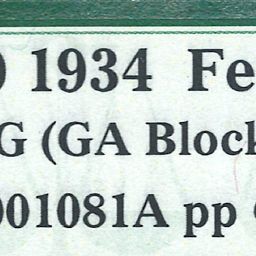 1934 Fe
G (GA Block
001081A pp